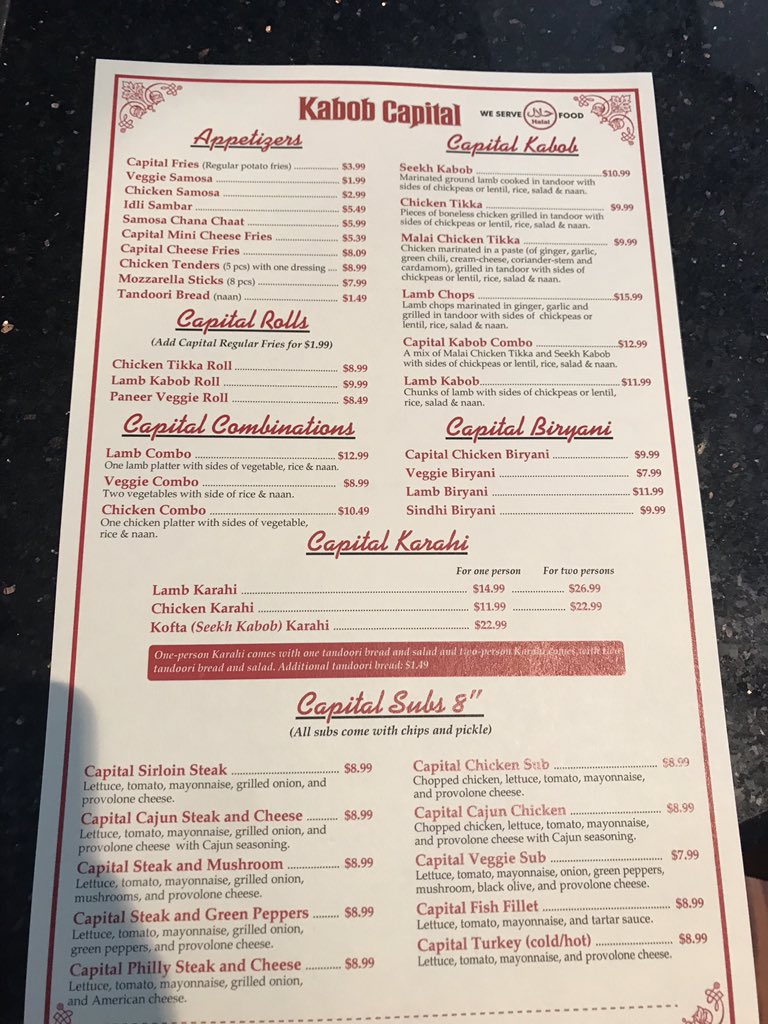 Kabob Capital
WE SERVE حلال Halal FOOD
Appetizers
Capital Fries (Regular potato fries) ................ $3.99
Veggie Samosa ................ $1.99
Chicken Samosa ................ $2.99
Idli Sambar ................ $5.49
Samosa Chana Chaat ................ $5.99
Capital Mini Cheese Fries ................ $5.39
Capital Cheese Fries ................ $8.09
Chicken Tenders (5 pcs) with one dressing .... $8.99
Mozzarella Sticks (8 pcs) ................ $7.99
Tandoori Bread (naan) ................ $1.49
Capital Rolls
(Add Capital Regular Fries for $1.99)
Chicken Tikka Roll ................ $8.99
Lamb Kabob Roll ................ $9.99
Paneer Veggie Roll ................ $8.49
Capital Combinations
Lamb Combo ................ $12.99
One lamb platter with sides of vegetable, rice & naan.
Veggie Combo ................ $8.99
Two vegetables with side of rice & naan.
Chicken Combo ................ $10.49
One chicken platter with sides of vegetable,
rice & naan.
Capital Kabob
Seekh Kabob ................ $10.99
Marinated ground lamb cooked in tandoor with
sides of chickpeas or lentil, rice, salad & naan.
Chicken Tikka ................ $9.99
Pieces of boneless chicken grilled in tandoor with
sides of chickpeas or lentil, rice, salad & naan.
Malai Chicken Tikka ................ $9.99
Chicken marinated in a paste (of ginger, garlic,
green chili, cream-cheese, coriander-stem and
cardamom), grilled in tandoor with sides of
chickpeas or lentil, rice, salad & naan.
Lamb Chops ................ $15.99
Lamb chops marinated in ginger, garlic and
grilled in tandoor with sides of chickpeas or
lentil, rice, salad & naan.
Capital Kabob Combo ................ $12.99
A mix of Malai Chicken Tikka and Seekh Kabob
with sides of chickpeas or lentil, rice, salad & naan.
Lamb Kabob ................ $11.99
Chunks of lamb with sides of chickpeas or lentil,
rice, salad & naan.
Capital Biryani
Capital Chicken Biryani ................ $9.99
Veggie Biryani ................ $7.99
Lamb Biryani ................ $11.99
Sindhi Biryani ................ $9.99
Capital Karahi
For one person For two persons
Lamb Karahi ................ $14.99 ................ $26.99
Chicken Karahi ................ $11.99 ................ $22.99
Kofta (Seekh Kabob) Karahi ................ $22.99
One-person Karahi comes with one tandoori bread and salad and two-person Karahi comes with two
tandoori bread and salad. Additional tandoori bread: $1.49
Capital Subs 8"
(All subs come with chips and pickle)
Capital Sirloin Steak ................ $8.99
Lettuce, tomato, mayonnaise, grilled onion, and
provolone cheese.
Capital Cajun Steak and Cheese .......... $8.99
Lettuce, tomato, mayonnaise, grilled onion, and
provolone cheese with Cajun seasoning.
Capital Steak and Mushroom ................ $8.99
Lettuce, tomato, mayonnaise, grilled onion,
mushrooms, and provolone cheese.
Capital Steak and Green Peppers ........ $8.99
Lettuce, tomato, mayonnaise, grilled onion,
green peppers, and provolone cheese.
Capital Philly Steak and Cheese ........... $8.99
Lettuce, tomato, mayonnaise, grilled onion,
and American cheese.
Capital Chicken Sub ................ $8.99
Chopped chicken, lettuce, tomato, mayonnaise,
and provolone cheese.
Capital Cajun Chicken ................ $8.99
Chopped chicken, lettuce, tomato, mayonnaise,
and provolone cheese with Cajun seasoning.
Capital Veggie Sub ................ $7.99
Lettuce, tomato, mayonnaise, onion, green peppers,
mushroom, black olive, and provolone cheese.
Capital Fish Fillet ................ $8.99
Lettuce, tomato, mayonnaise, and tartar sauce.
Capital Turkey (cold/hot) ................ $8.99
Lettuce, tomato, mayonnaise, and provolone cheese.